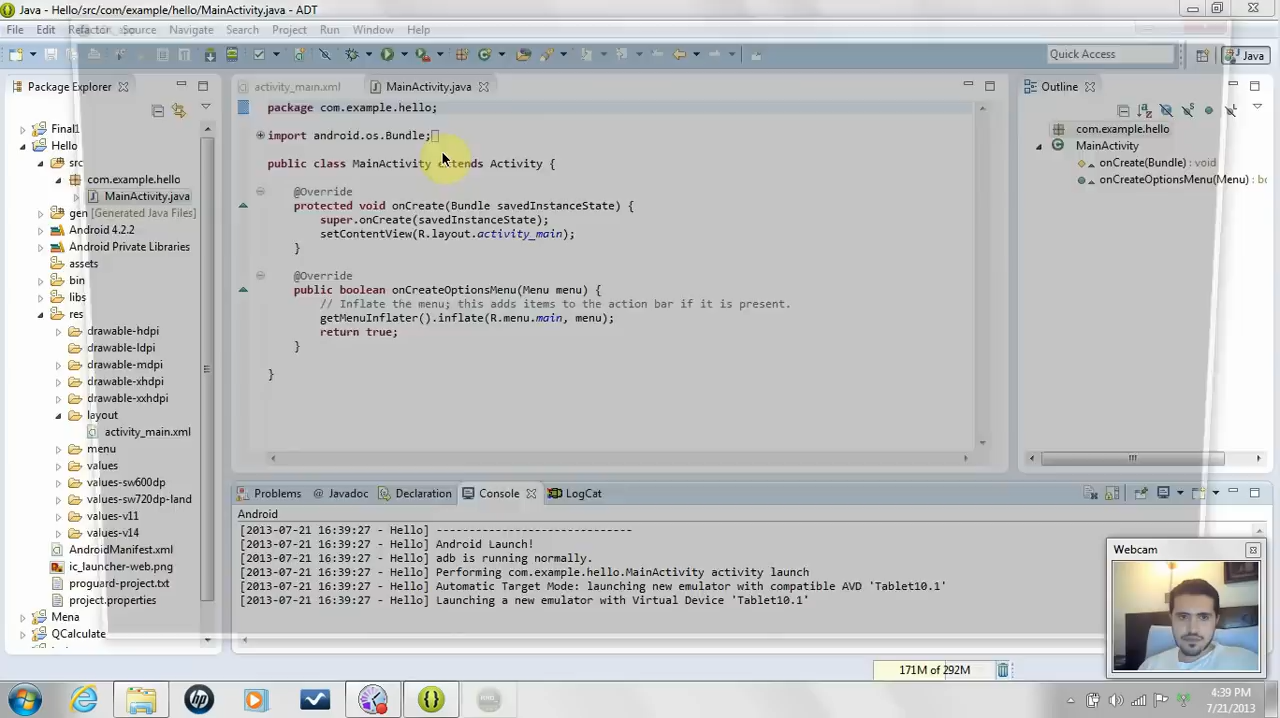 Java - Hello/src/com/example/hello/MainActivity.java - ADT
File Edit Refactor Source Navigate Search Project Run Window Help
Quick Access
Java
Package Explorer
activity_main.xml
MainActivity.java
Outline
Final1
Hello
src
com.example.hello
MainActivity.java
gen [Generated Java Files]
Android 4.2.2
Android Private Libraries
assets
bin
libs
res
drawable-hdpi
drawable-ldpi
drawable-mdpi
drawable-xhdpi
drawable-xxhdpi
layout
activity_main.xml
menu
values
values-sw600dp
values-sw720dp-land
values-v11
values-v14
AndroidManifest.xml
ic_launcher-web.png
proguard-project.txt
project.properties
Mena
QCalculate
package com.example.hello;
import android.os.Bundle;
public class MainActivity extends Activity {
@Override
protected void onCreate(Bundle savedInstanceState) {
super.onCreate(savedInstanceState);
setContentView(R.layout.activity_main);
}
@Override
public boolean onCreateOptionsMenu(Menu menu) {
// Inflate the menu; this adds items to the action bar if it is present.
getMenuInflater().inflate(R.menu.main, menu);
return true;
}
}
com.example.hello
MainActivity
onCreate(Bundle) : void
onCreateOptionsMenu(Menu) : bo
Problems @ Javadoc Declaration Console LogCat
Android
[2013-07-21 16:39:27 - Hello] ------------------------------
[2013-07-21 16:39:27 - Hello] Android Launch!
[2013-07-21 16:39:27 - Hello] adb is running normally.
[2013-07-21 16:39:27 - Hello] Performing com.example.hello.MainActivity activity launch
[2013-07-21 16:39:27 - Hello] Automatic Target Mode: launching new emulator with compatible AVD 'Tablet10.1'
[2013-07-21 16:39:27 - Hello] Launching a new emulator with Virtual Device 'Tablet10.1'
Webcam
171M of 292M
hp
4:39 PM
7/21/2013